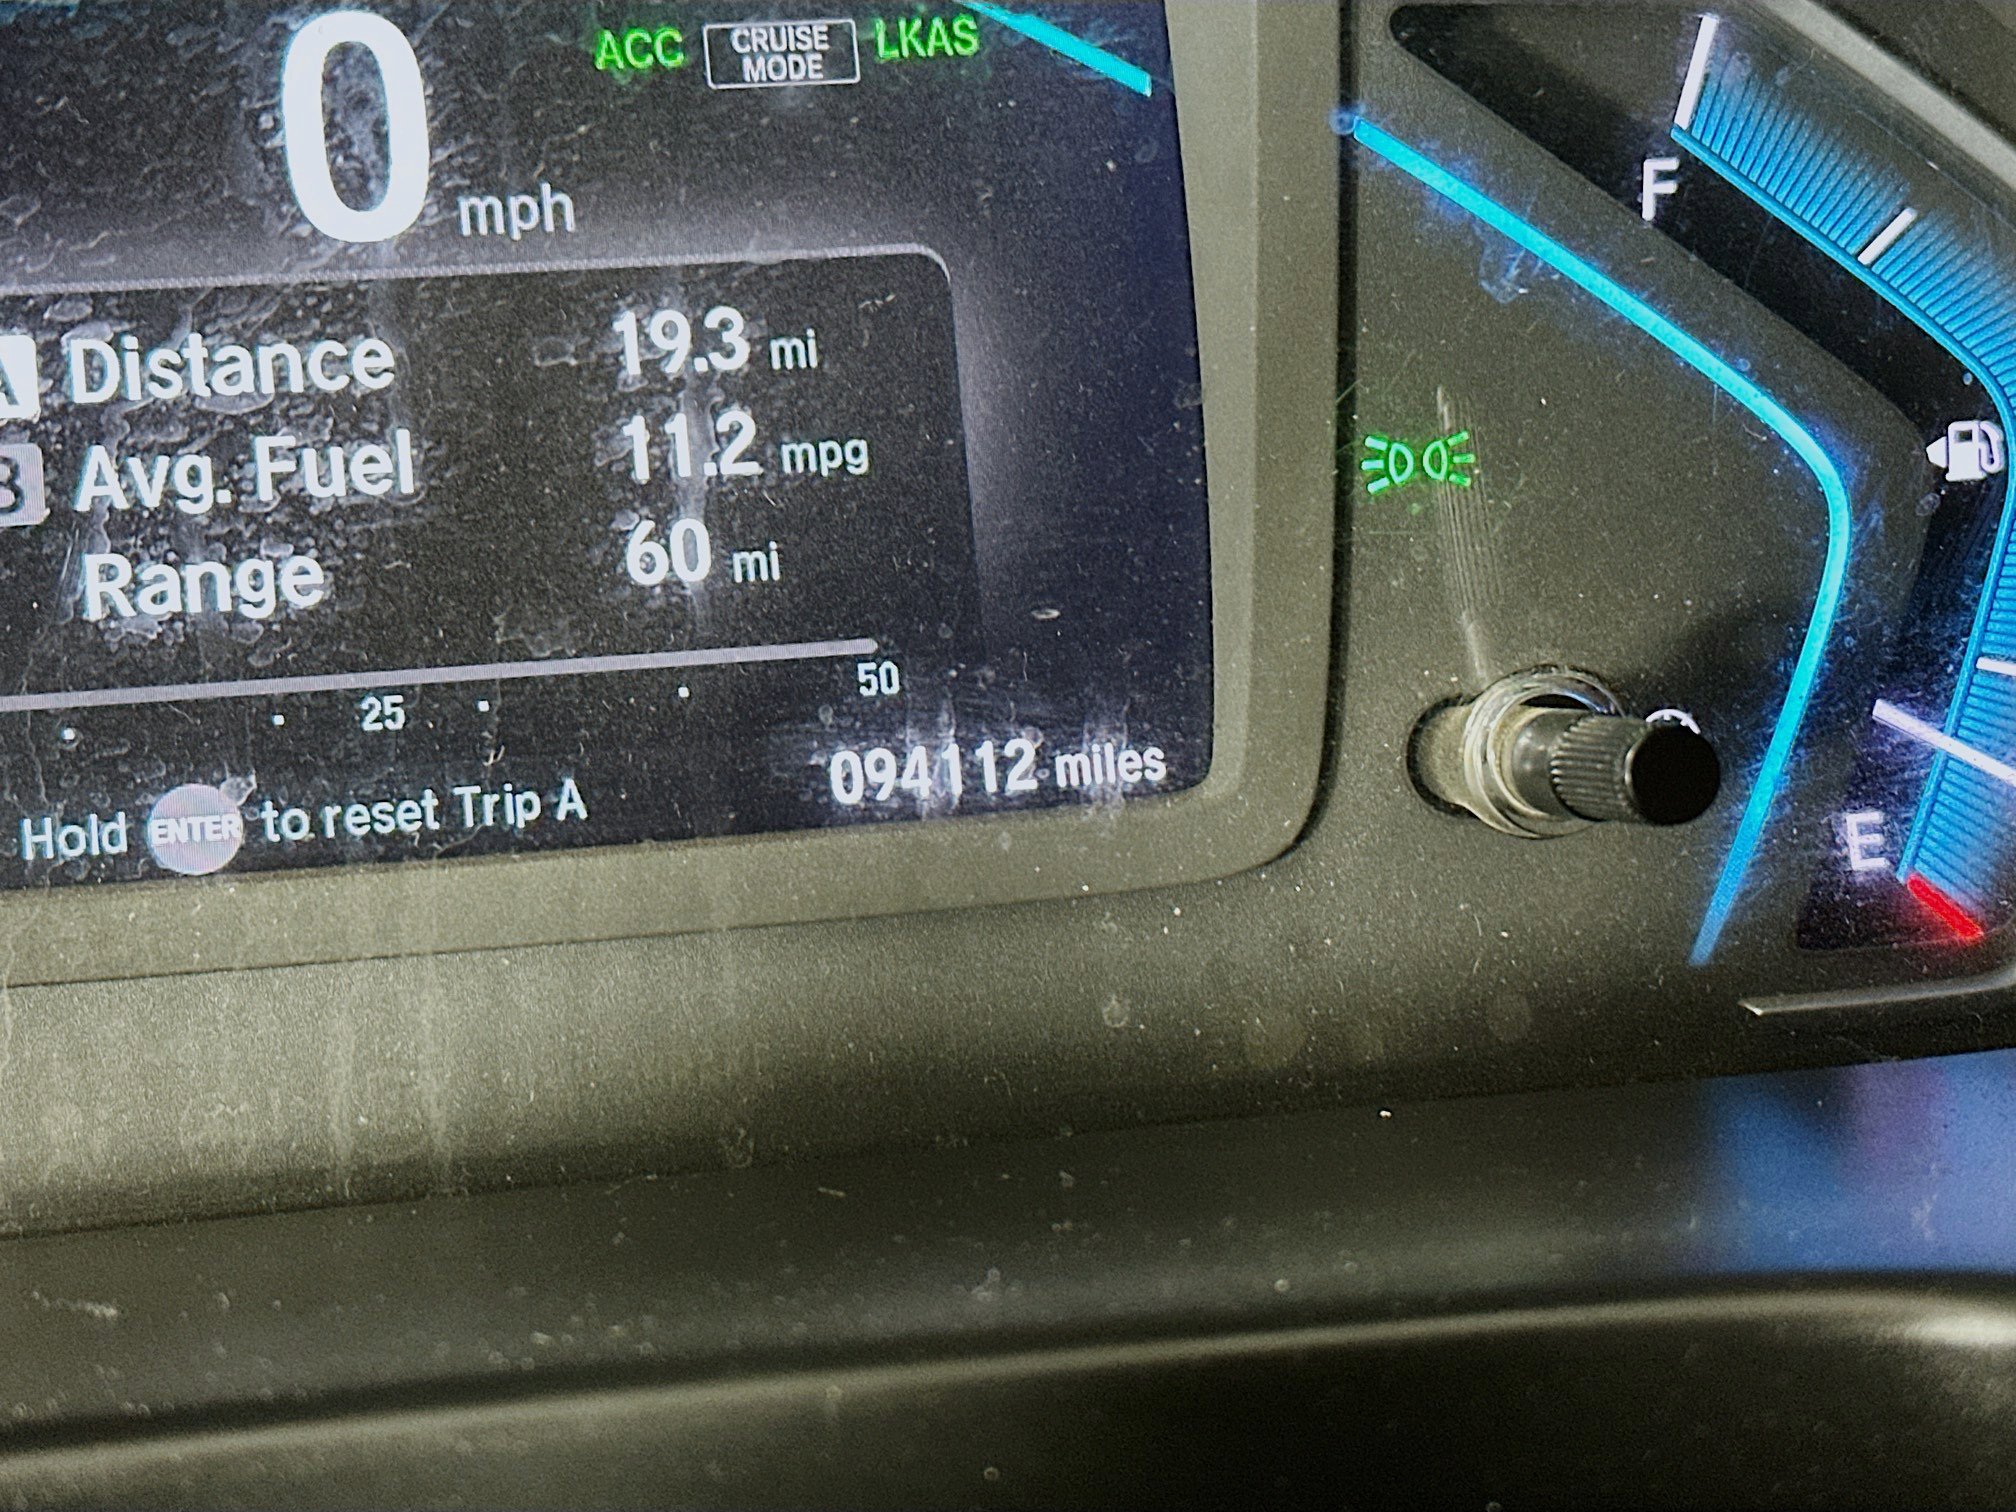 0 mph
ACC CRUISE MODE LKAS
F
A Distance 19.3 mi
Avg. Fuel 11.2 mpg
Range 60 mi
25 50
094112 miles
Hold ENTER to reset Trip A
E